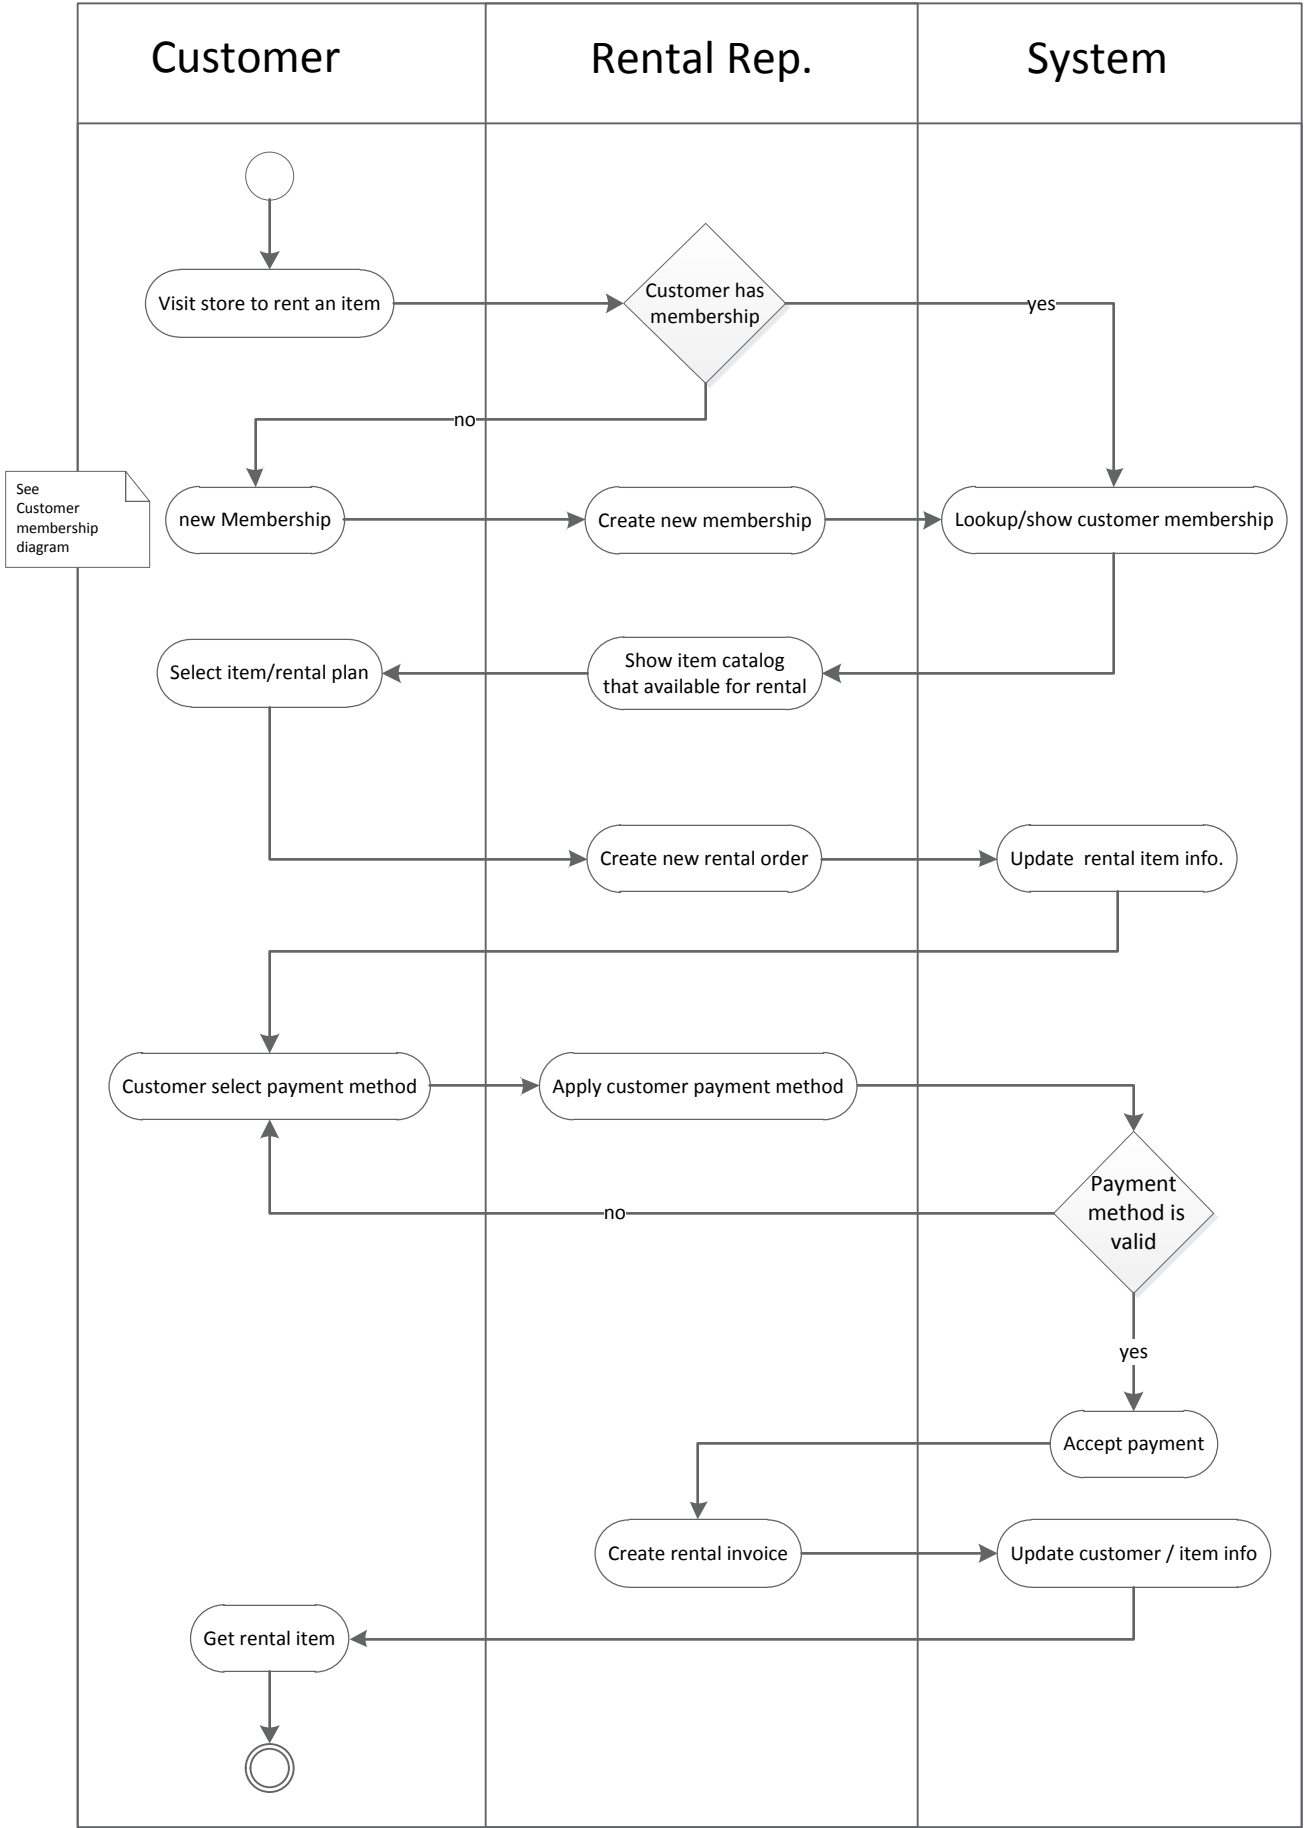 Customer
Rental Rep.
System
Visit store to rent an item
Customer has
membership
yes
no
See
Customer
membership
diagram
new Membership
Create new membership
Lookup/show customer membership
Select item/rental plan
Show item catalog
that available for rental
Create new rental order
Update  rental item info.
Customer select payment method
Apply customer payment method
Payment
method is
valid
no
yes
Accept payment
Create rental invoice
Update customer / item info
Get rental item